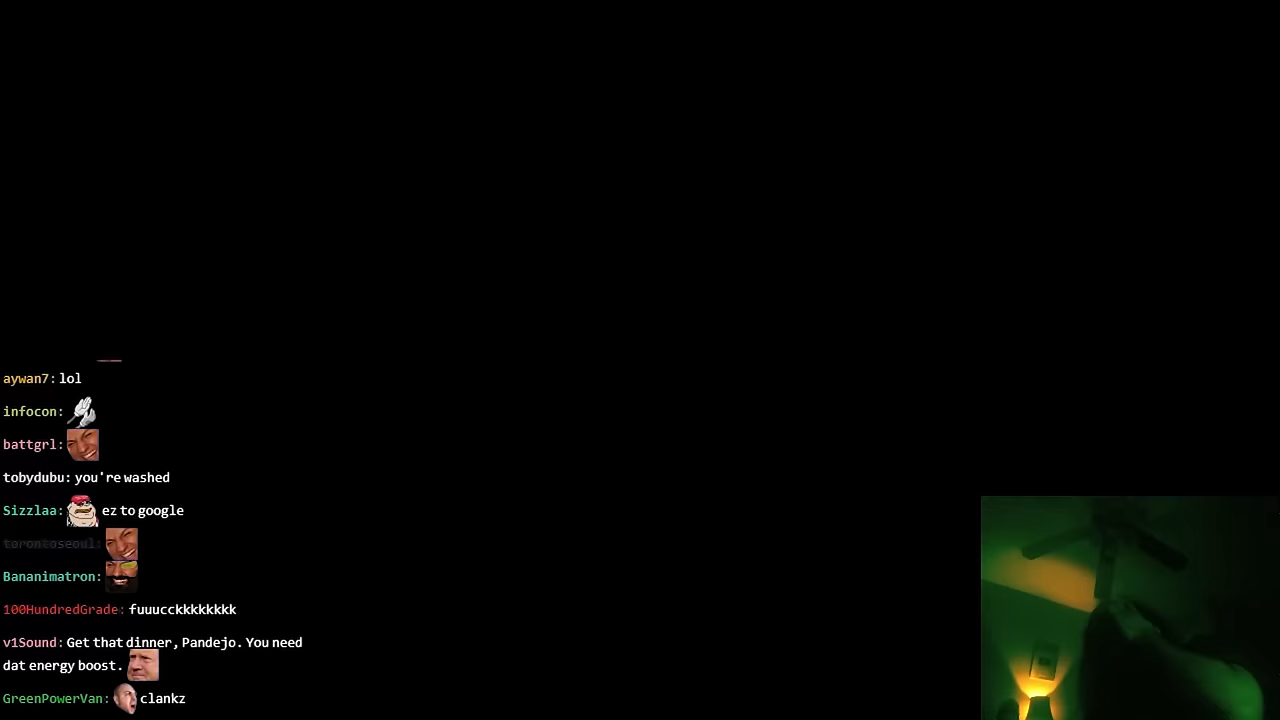 aywan7: lol
infocon:
battgrl:
tobydubu: you're washed
Sizzlaa: ez to google
tarontoseoul:
Bananimatron:
100HundredGrade: fuuucckkkkkkkk
v1Sound: Get that dinner, Pandejo. You need
dat energy boost.
GreenPowerVan: clankz